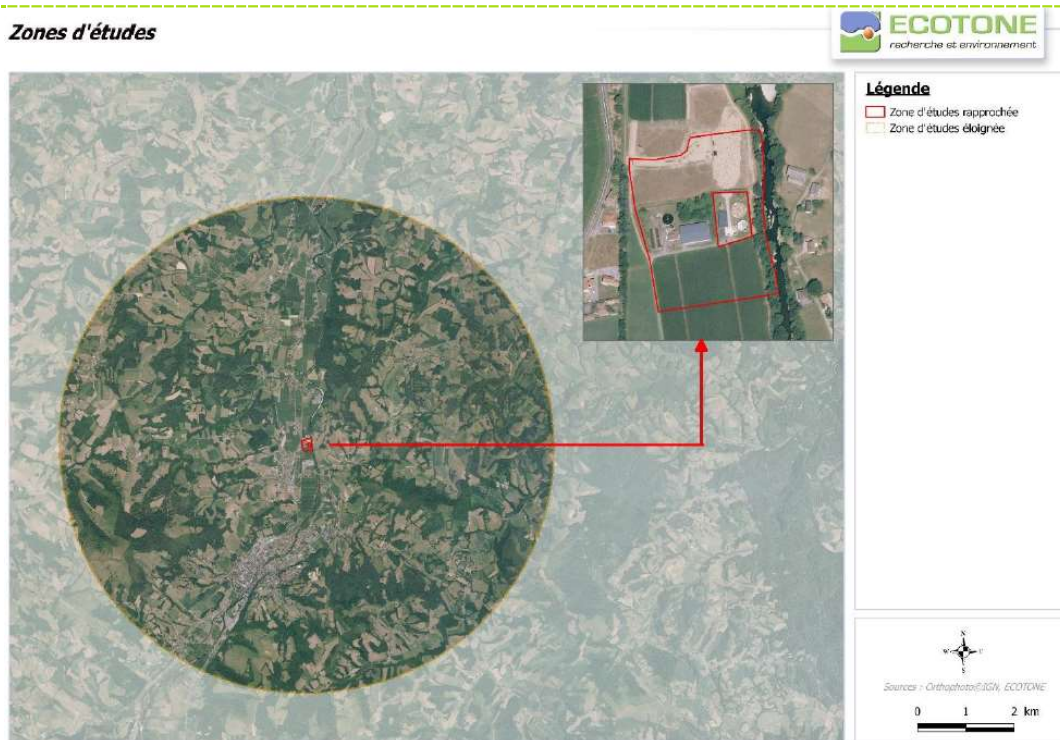 Zones d'études
ECOTONE
recherche et environnement
Légende
Zone d'études rapprochée
Zone d'études éloignée
N
W
E
S
Sources : Orthophoto©IGN, ECOTONE
0 1 2 km